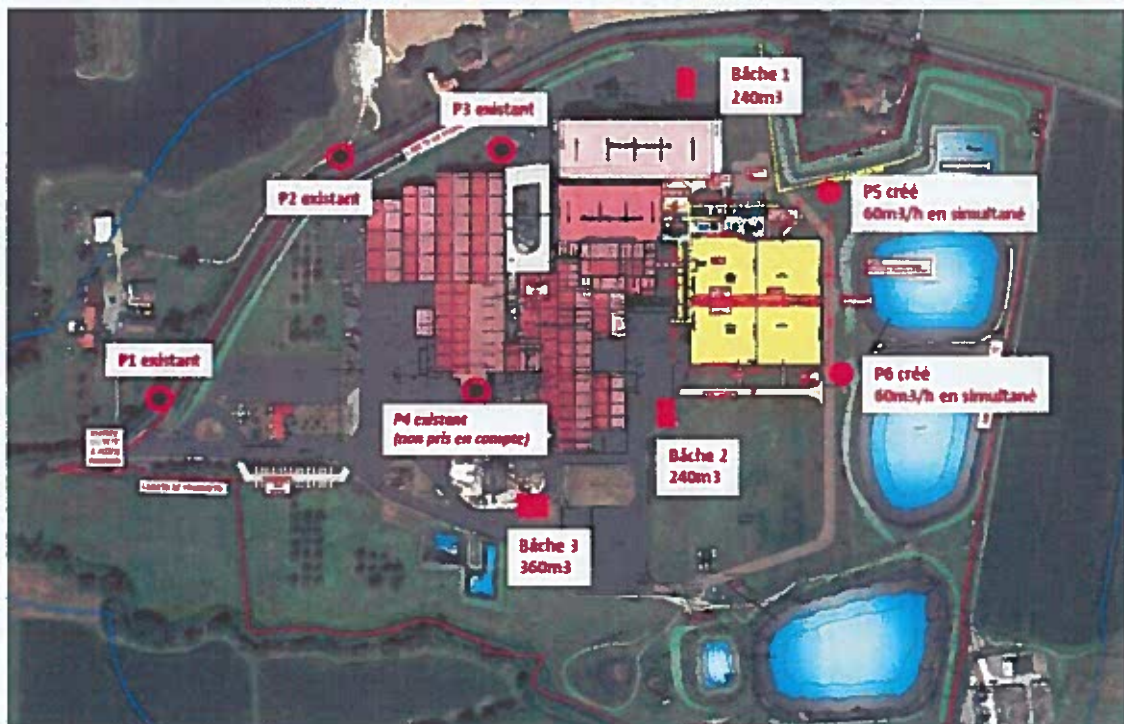 Bâche 1
240m3
P3 existant
P2 existant
P5 créé
60m3/h en simultané
P1 existant
P6 créé
60m3/h en simultané
P4 existant
(non pris en compte)
Bâche 2
240m3
Bâche 3
360m3